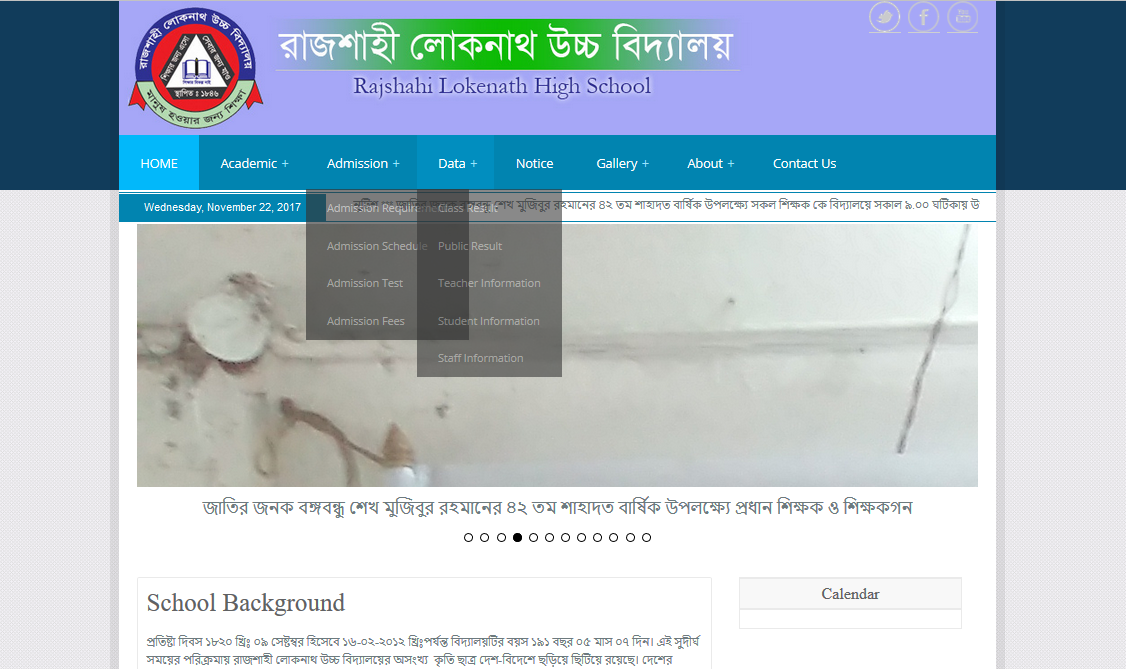 রাজশাহী লোকনাথ উচ্চ বিদ্যালয়
মানুষ হওয়ার জন্য শিক্ষা
শিক্ষার জন্য এসো
সেবার জন্য যাও
স্থাপিত : ১৮৪৬
রাজশাহী লোকনাথ উচ্চ বিদ্যালয়
Rajshahi Lokenath High School
You
HOME Academic + Admission + Data + Notice Gallery + About + Contact Us
Wednesday, November 22, 2017
শেখ মুজিবুর রহমানের ৪২ তম শাহাদত বার্ষিক উপলক্ষ্যে সকল শিক্ষক কে বিদ্যালয়ে সকাল ৯.০০ ঘটিকায় উ
Admission Class Result
Admission Schedule Public Result
Admission Test Teacher Information
Admission Fees Student Information
Staff Information
জাতির জনক বঙ্গবন্ধু শেখ মুজিবুর রহমানের ৪২ তম শাহাদত বার্ষিক উপলক্ষ্যে প্রধান শিক্ষক ও শিক্ষকগন
School Background
প্রতিষ্টা দিবস ১৮২০ খ্রিঃ ০৯ সেপ্টম্বর হিসেবে ১৬-০২-২০১২ খ্রিঃপর্যন্ত বিদ্যালয়টির বয়স ১৯১ বছর ০৫ মাস ০৭ দিন। এই সুদীর্ঘ
সময়ের পরিক্রমায় রাজশাহী লোকনাথ উচ্চ বিদ্যালয়ের অসংখ্য কৃতি ছাত্র দেশ-বিদেশে ছড়িয়ে ছিটিয়ে রয়েছে। দেশের
Calendar